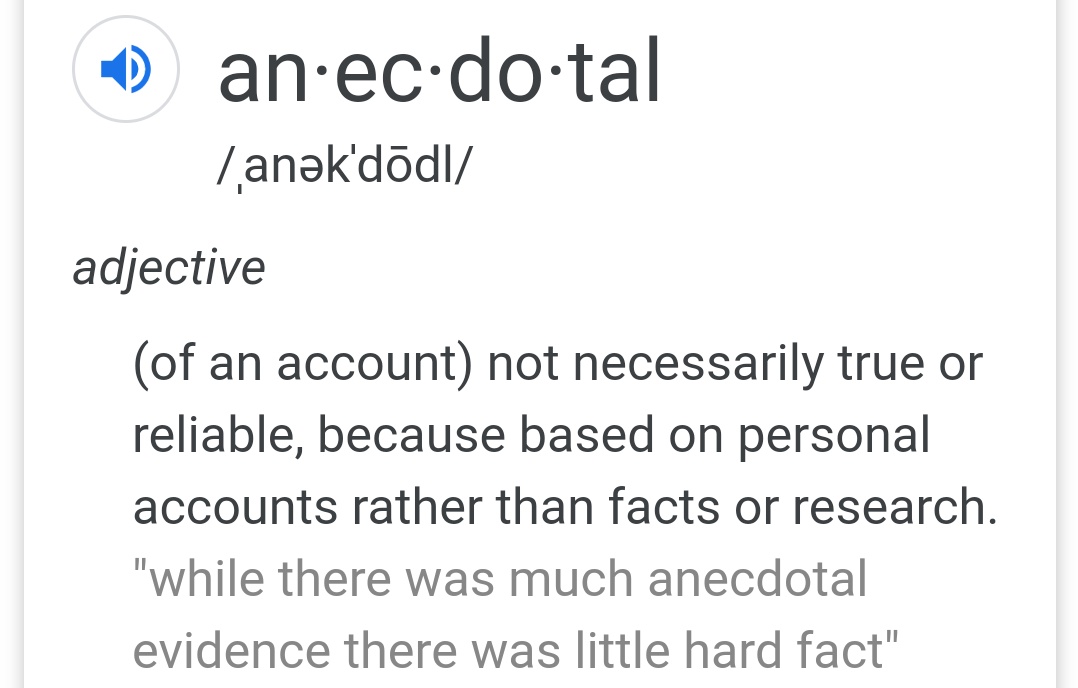 an·ec·do·tal
/ˌanəkˈdōdl/
adjective
(of an account) not necessarily true or
reliable, because based on personal
accounts rather than facts or research.
"while there was much anecdotal
evidence there was little hard fact"